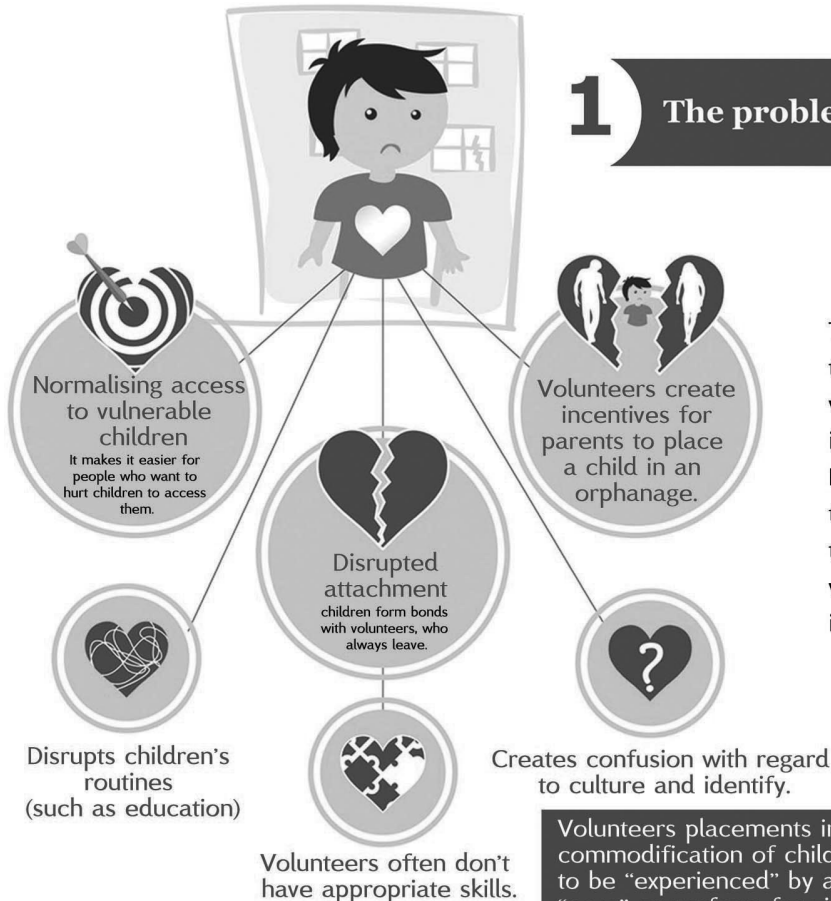 1
The proble
Normalising access
to vulnerable
children
It makes it easier for
people who want to
hurt children to access
them.
Volunteers create
incentives for
parents to place
a child in an
orphanage.
Disrupted
attachment
children form bonds
with volunteers, who
always leave.
Disrupts children's
routines
(such as education)
?
Creates confusion with regard
to culture and identify.
Volunteers often don't
have appropriate skills.
Volunteers placements in
commodification of child
to be "experienced" by a